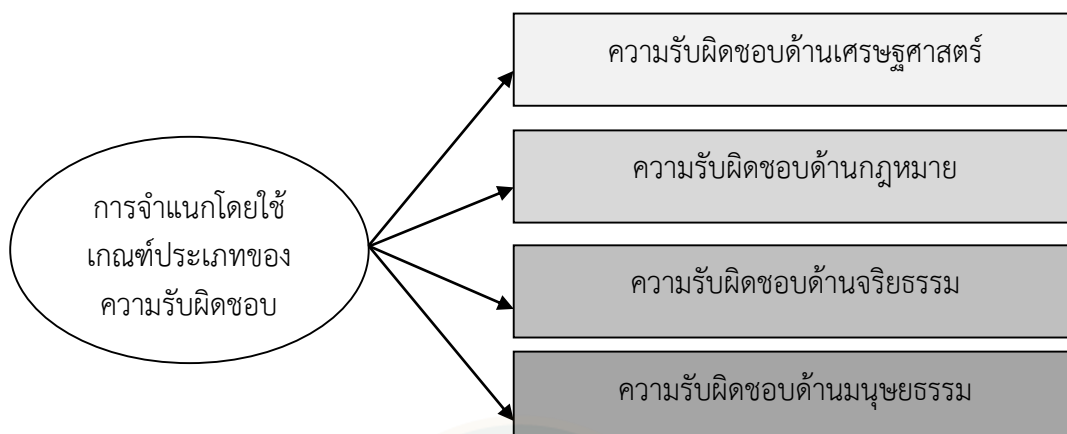 การจำแนกโดยใช้
เกณฑ์ประเภทของ
ความรับผิดชอบ
ความรับผิดชอบด้านเศรษฐศาสตร์
ความรับผิดชอบด้านกฎหมาย
ความรับผิดชอบด้านจริยธรรม
ความรับผิดชอบด้านมนุษยธรรม